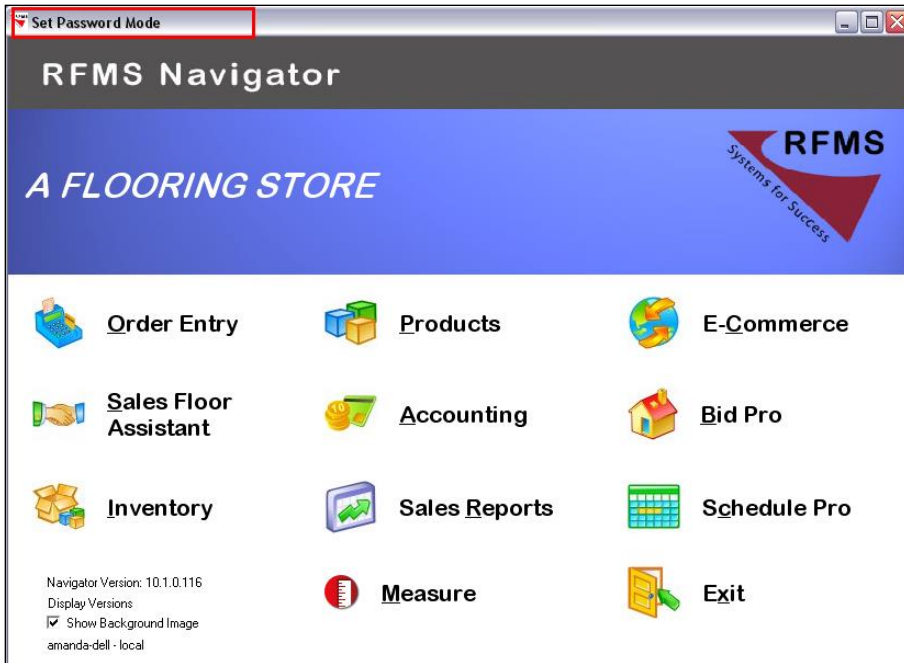 Set Password Mode
RFMS Navigator
A FLOORING STORE
RFMS
Systems for Success
Order Entry
Products
E-Commerce
Sales Floor
Assistant
10
Accounting
Bid Pro
Inventory
Sales Reports
Schedule Pro
Navigator Version: 10.1.0.116
Display Versions
Show Background Image
amanda-dell - local
Measure
Exit